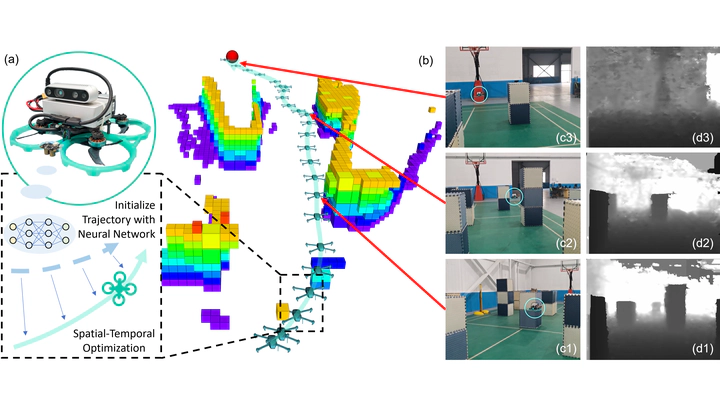 (a)
(b)
Initialize
Trajectory with
Neural Network
Spatial-Temporal
Optimization
(c3)
(d3)
(c2)
(d2)
(c1)
(d1)